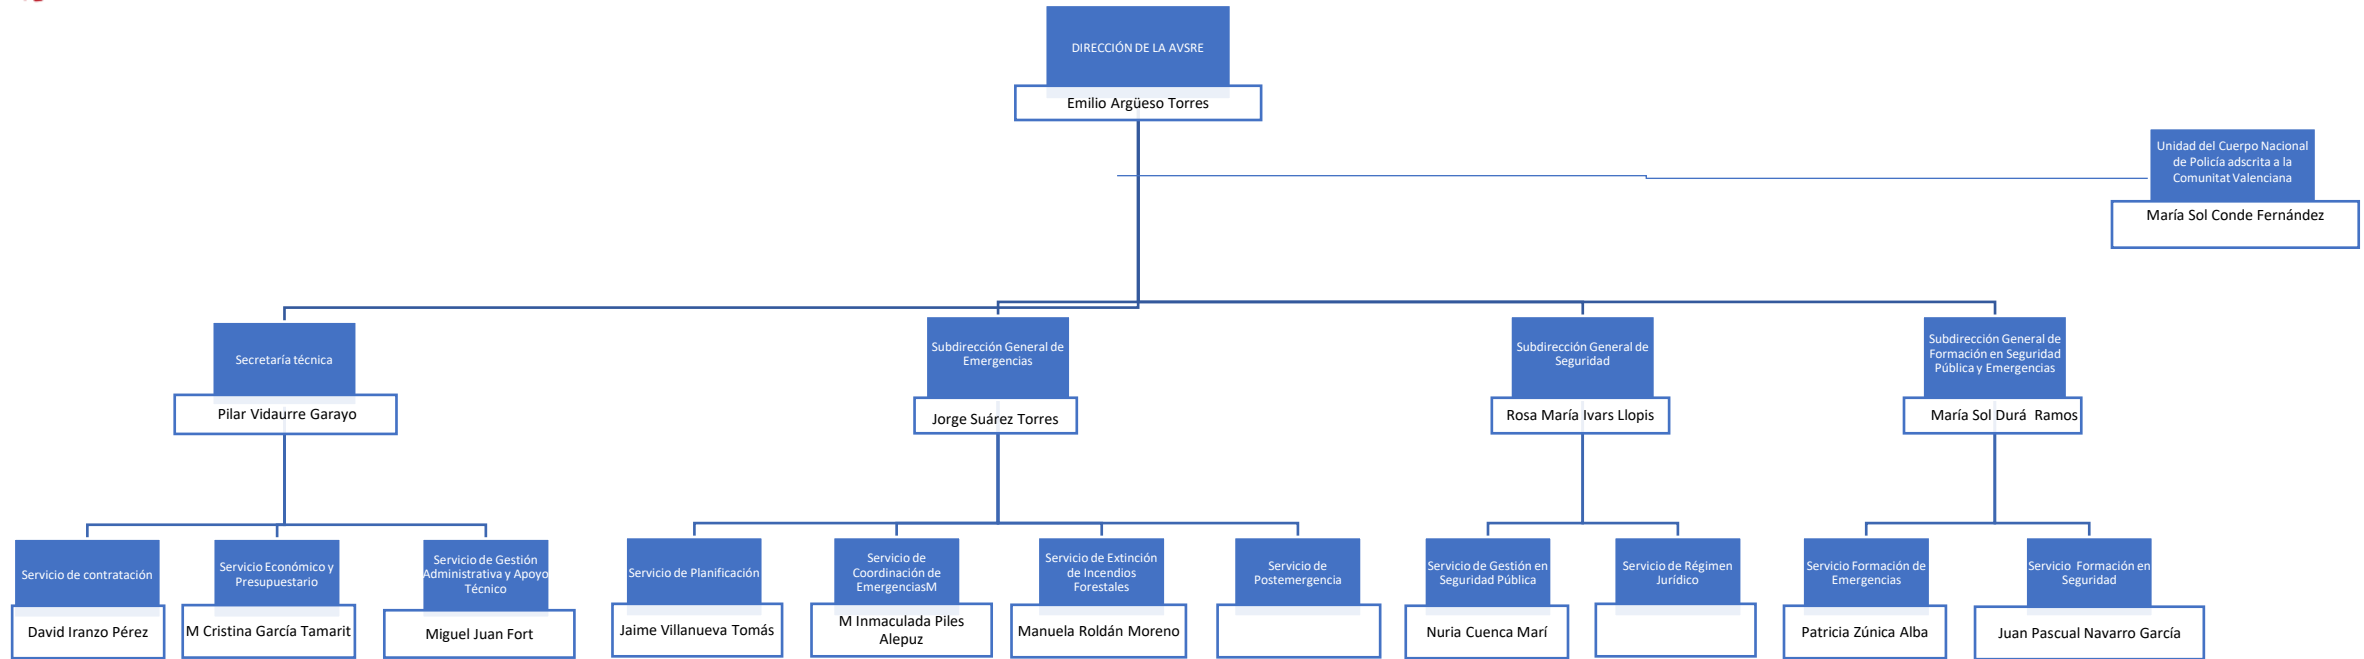 DIRECCIÓN DE LA AVSRE
Emilio Argüeso Torres
Unidad del Cuerpo Nacional
de Policía adscrita a la
Comunitat Valenciana
María Sol Conde Fernández
Secretaría técnica
Pilar Vidaurre Garayo
Subdirección General de
Emergencias
Jorge Suárez Torres
Subdirección General de
Seguridad
Rosa María Ivars Llopis
Subdirección General de
Formación en Seguridad
Pública y Emergencias
María Sol Durá  Ramos
Servicio de contratación
David Iranzo Pérez
Servicio Económico y
Presupuestario
M Cristina García Tamarit
Servicio de Gestión
Administrativa y Apoyo
Técnico
Miguel Juan Fort
Servicio de Planificación
Jaime Villanueva Tomás
Servicio de
Coordinación de
EmergenciasM
M Inmaculada Piles
Alepuz
Servicio de Extinción
de Incendios
Forestales
Manuela Roldán Moreno
Servicio de
Postemergencia
Servicio de Gestión en
Seguridad Pública
Nuria Cuenca Marí
Servicio de Régimen
Jurídico
Servicio Formación de
Emergencias
Patricia Zúnica Alba
Servicio  Formación en
Seguridad
Juan Pascual Navarro García